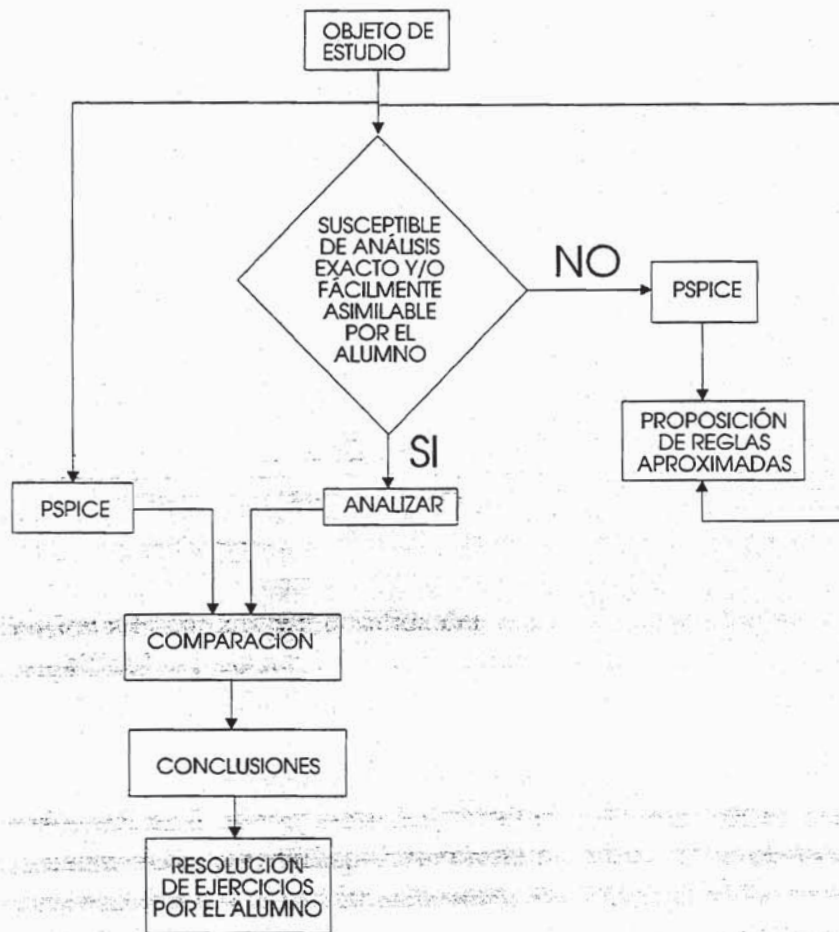 OBJETO DE
ESTUDIO
SUSCEPTIBLE
DE ANÁLISIS
EXACTO Y/O
FÁCILMENTE
ASIMILABLE
POR EL
ALUMNO
NO
PSPICE
PROPOSICIÓN
DE REGLAS
APROXIMADAS
SI
PSPICE
ANALIZAR
COMPARACIÓN
CONCLUSIONES
RESOLUCIÓN
DE EJERCICIOS
POR EL ALUMNO